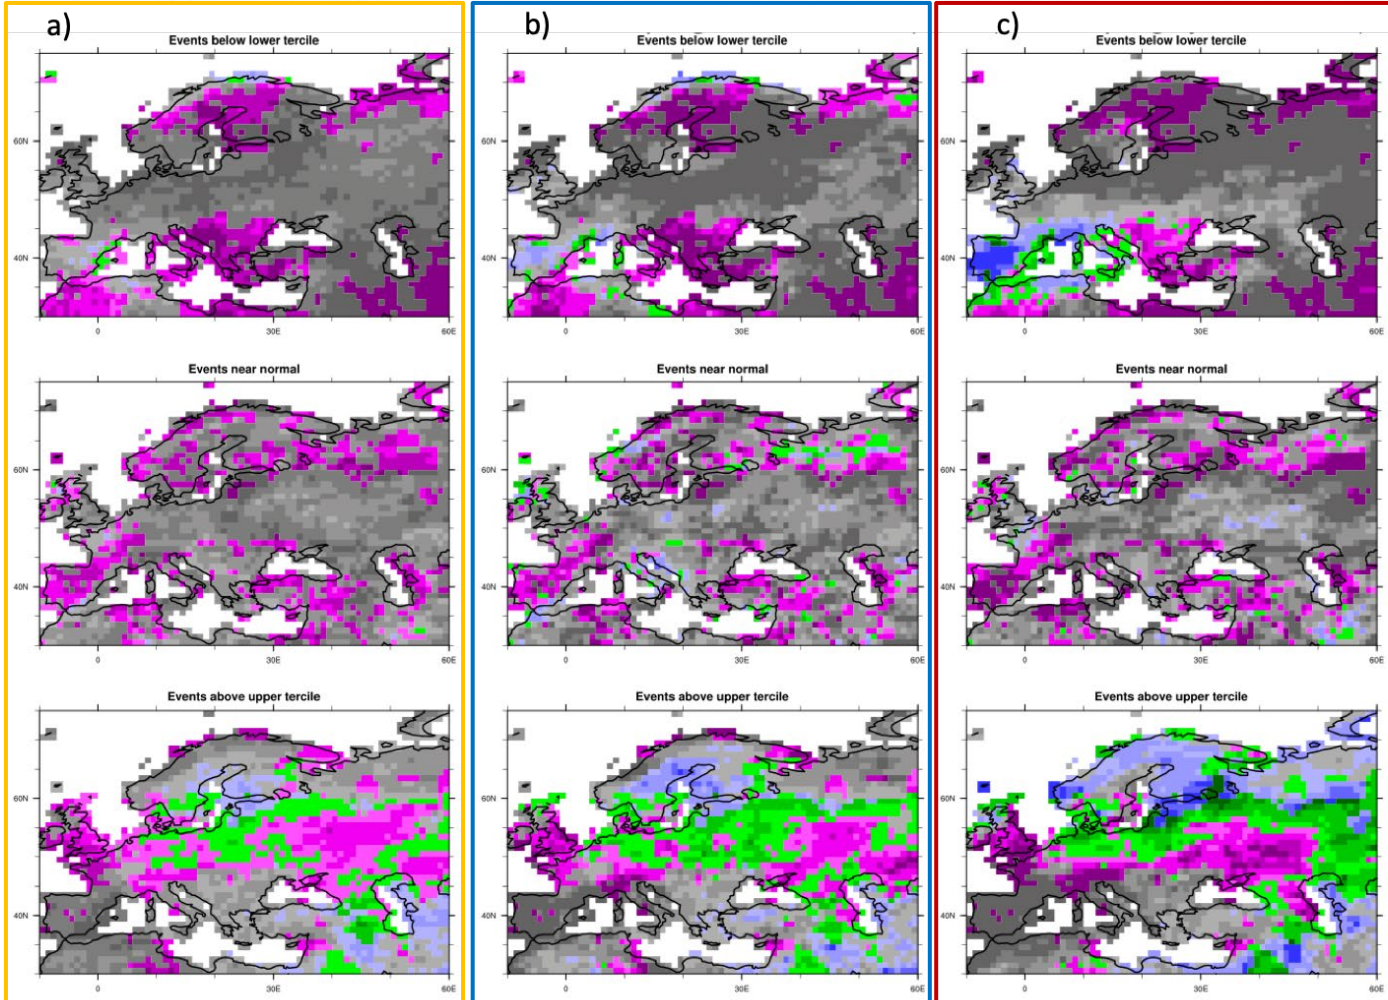 a) b) c)
Events below lower tercile Events below lower tercile Events below lower tercile
60N 60N 60N
40N 40N 40N
0 30E 60E 0 30E 60E 0 30E 60E
Events near normal Events near normal Events near normal
60N 60N 60N
40N 40N 40N
0 30E 60E 0 30E 60E 0 30E 60E
Events above upper tercile Events above upper tercile Events above upper tercile
60N 60N 60N
40N 40N 40N
0 30E 60E 0 30E 60E 0 30E 60E